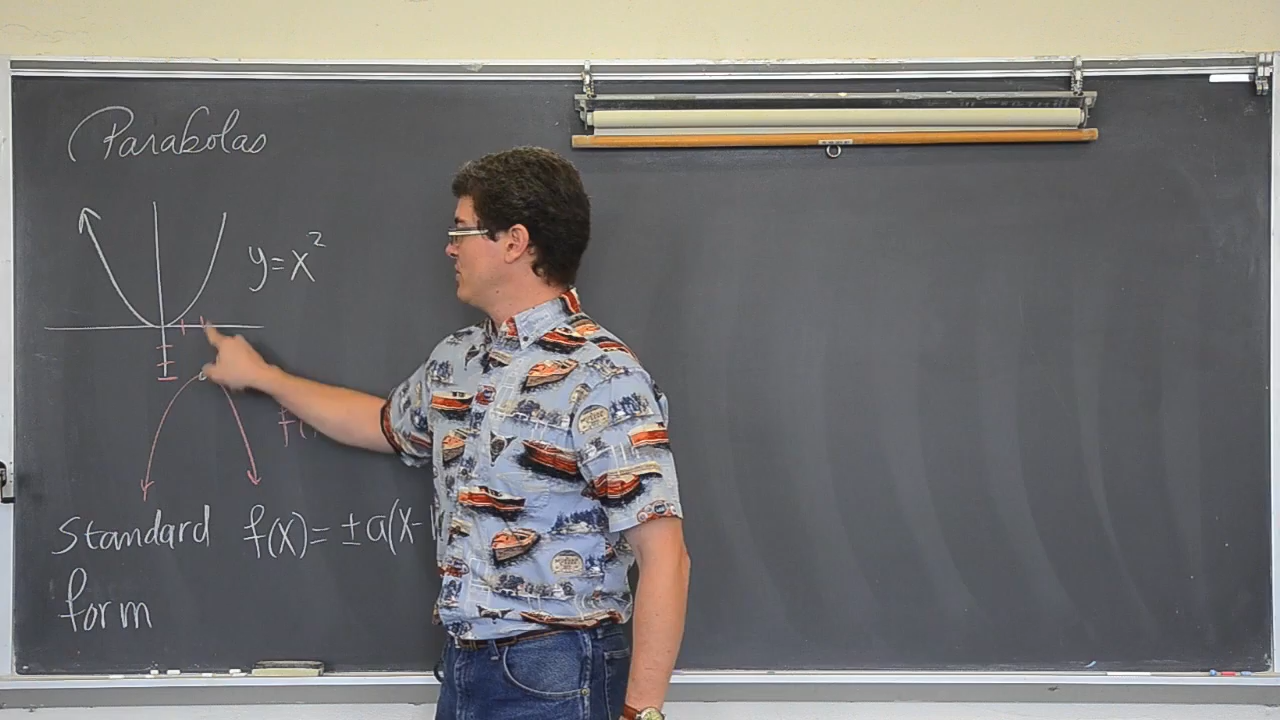 Parabolas
y=x²
f(
Standard f(x)= ±a(x-
form